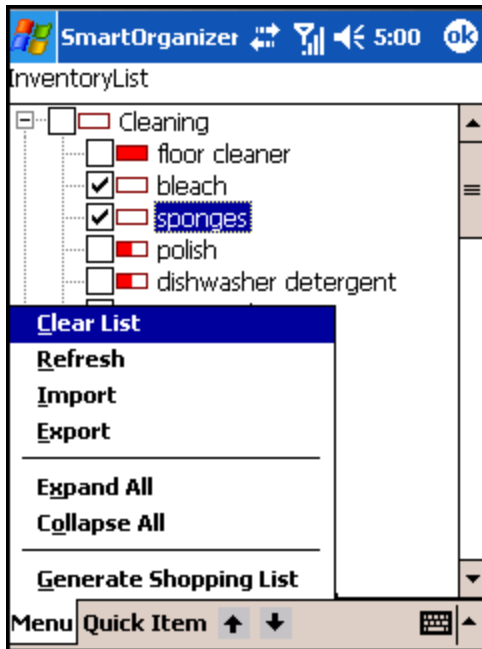 SmartOrganizer 5:00 ok
InventoryList
Cleaning
floor cleaner
bleach
sponges
polish
dishwasher detergent
Clear List
Refresh
Import
Export
Expand All
Collapse All
Generate Shopping List
Menu Quick Item